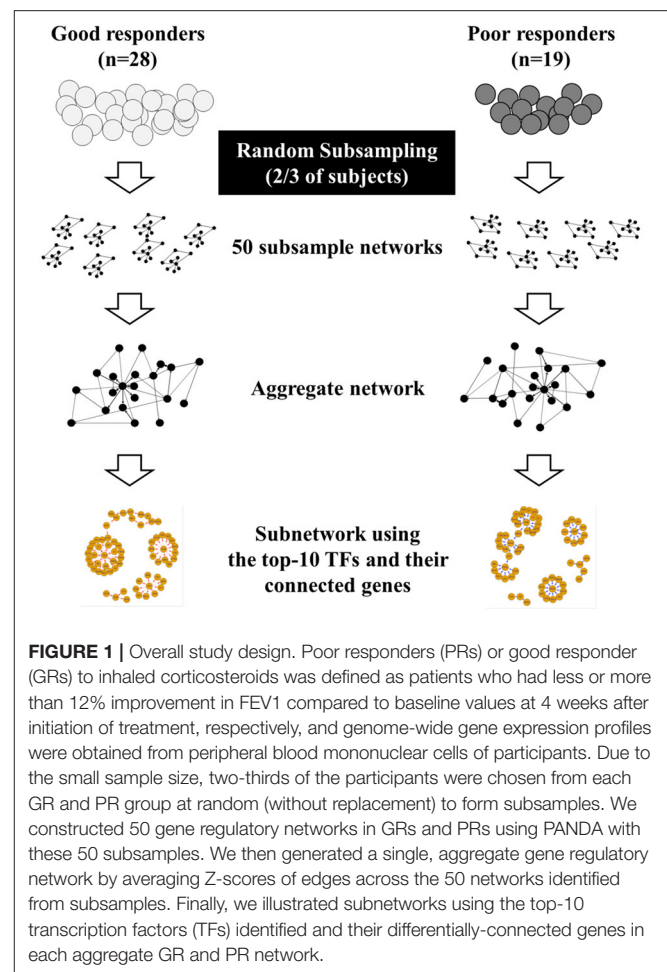 Good responders
(n=28)
Poor responders
(n=19)
Random Subsampling
(2/3 of subjects)
50 subsample networks
Aggregate network
Subnetwork using
the top-10 TFs and their
connected genes
FIGURE 1 | Overall study design. Poor responders (PRs) or good responder
(GRs) to inhaled corticosteroids was defined as patients who had less or more
than 12% improvement in FEV1 compared to baseline values at 4 weeks after
initiation of treatment, respectively, and genome-wide gene expression profiles
were obtained from peripheral blood mononuclear cells of participants. Due to
the small sample size, two-thirds of the participants were chosen from each
GR and PR group at random (without replacement) to form subsamples. We
constructed 50 gene regulatory networks in GRs and PRs using PANDA with
these 50 subsamples. We then generated a single, aggregate gene regulatory
network by averaging Z-scores of edges across the 50 networks identified
from subsamples. Finally, we illustrated subnetworks using the top-10
transcription factors (TFs) identified and their differentially-connected genes in
each aggregate GR and PR network.